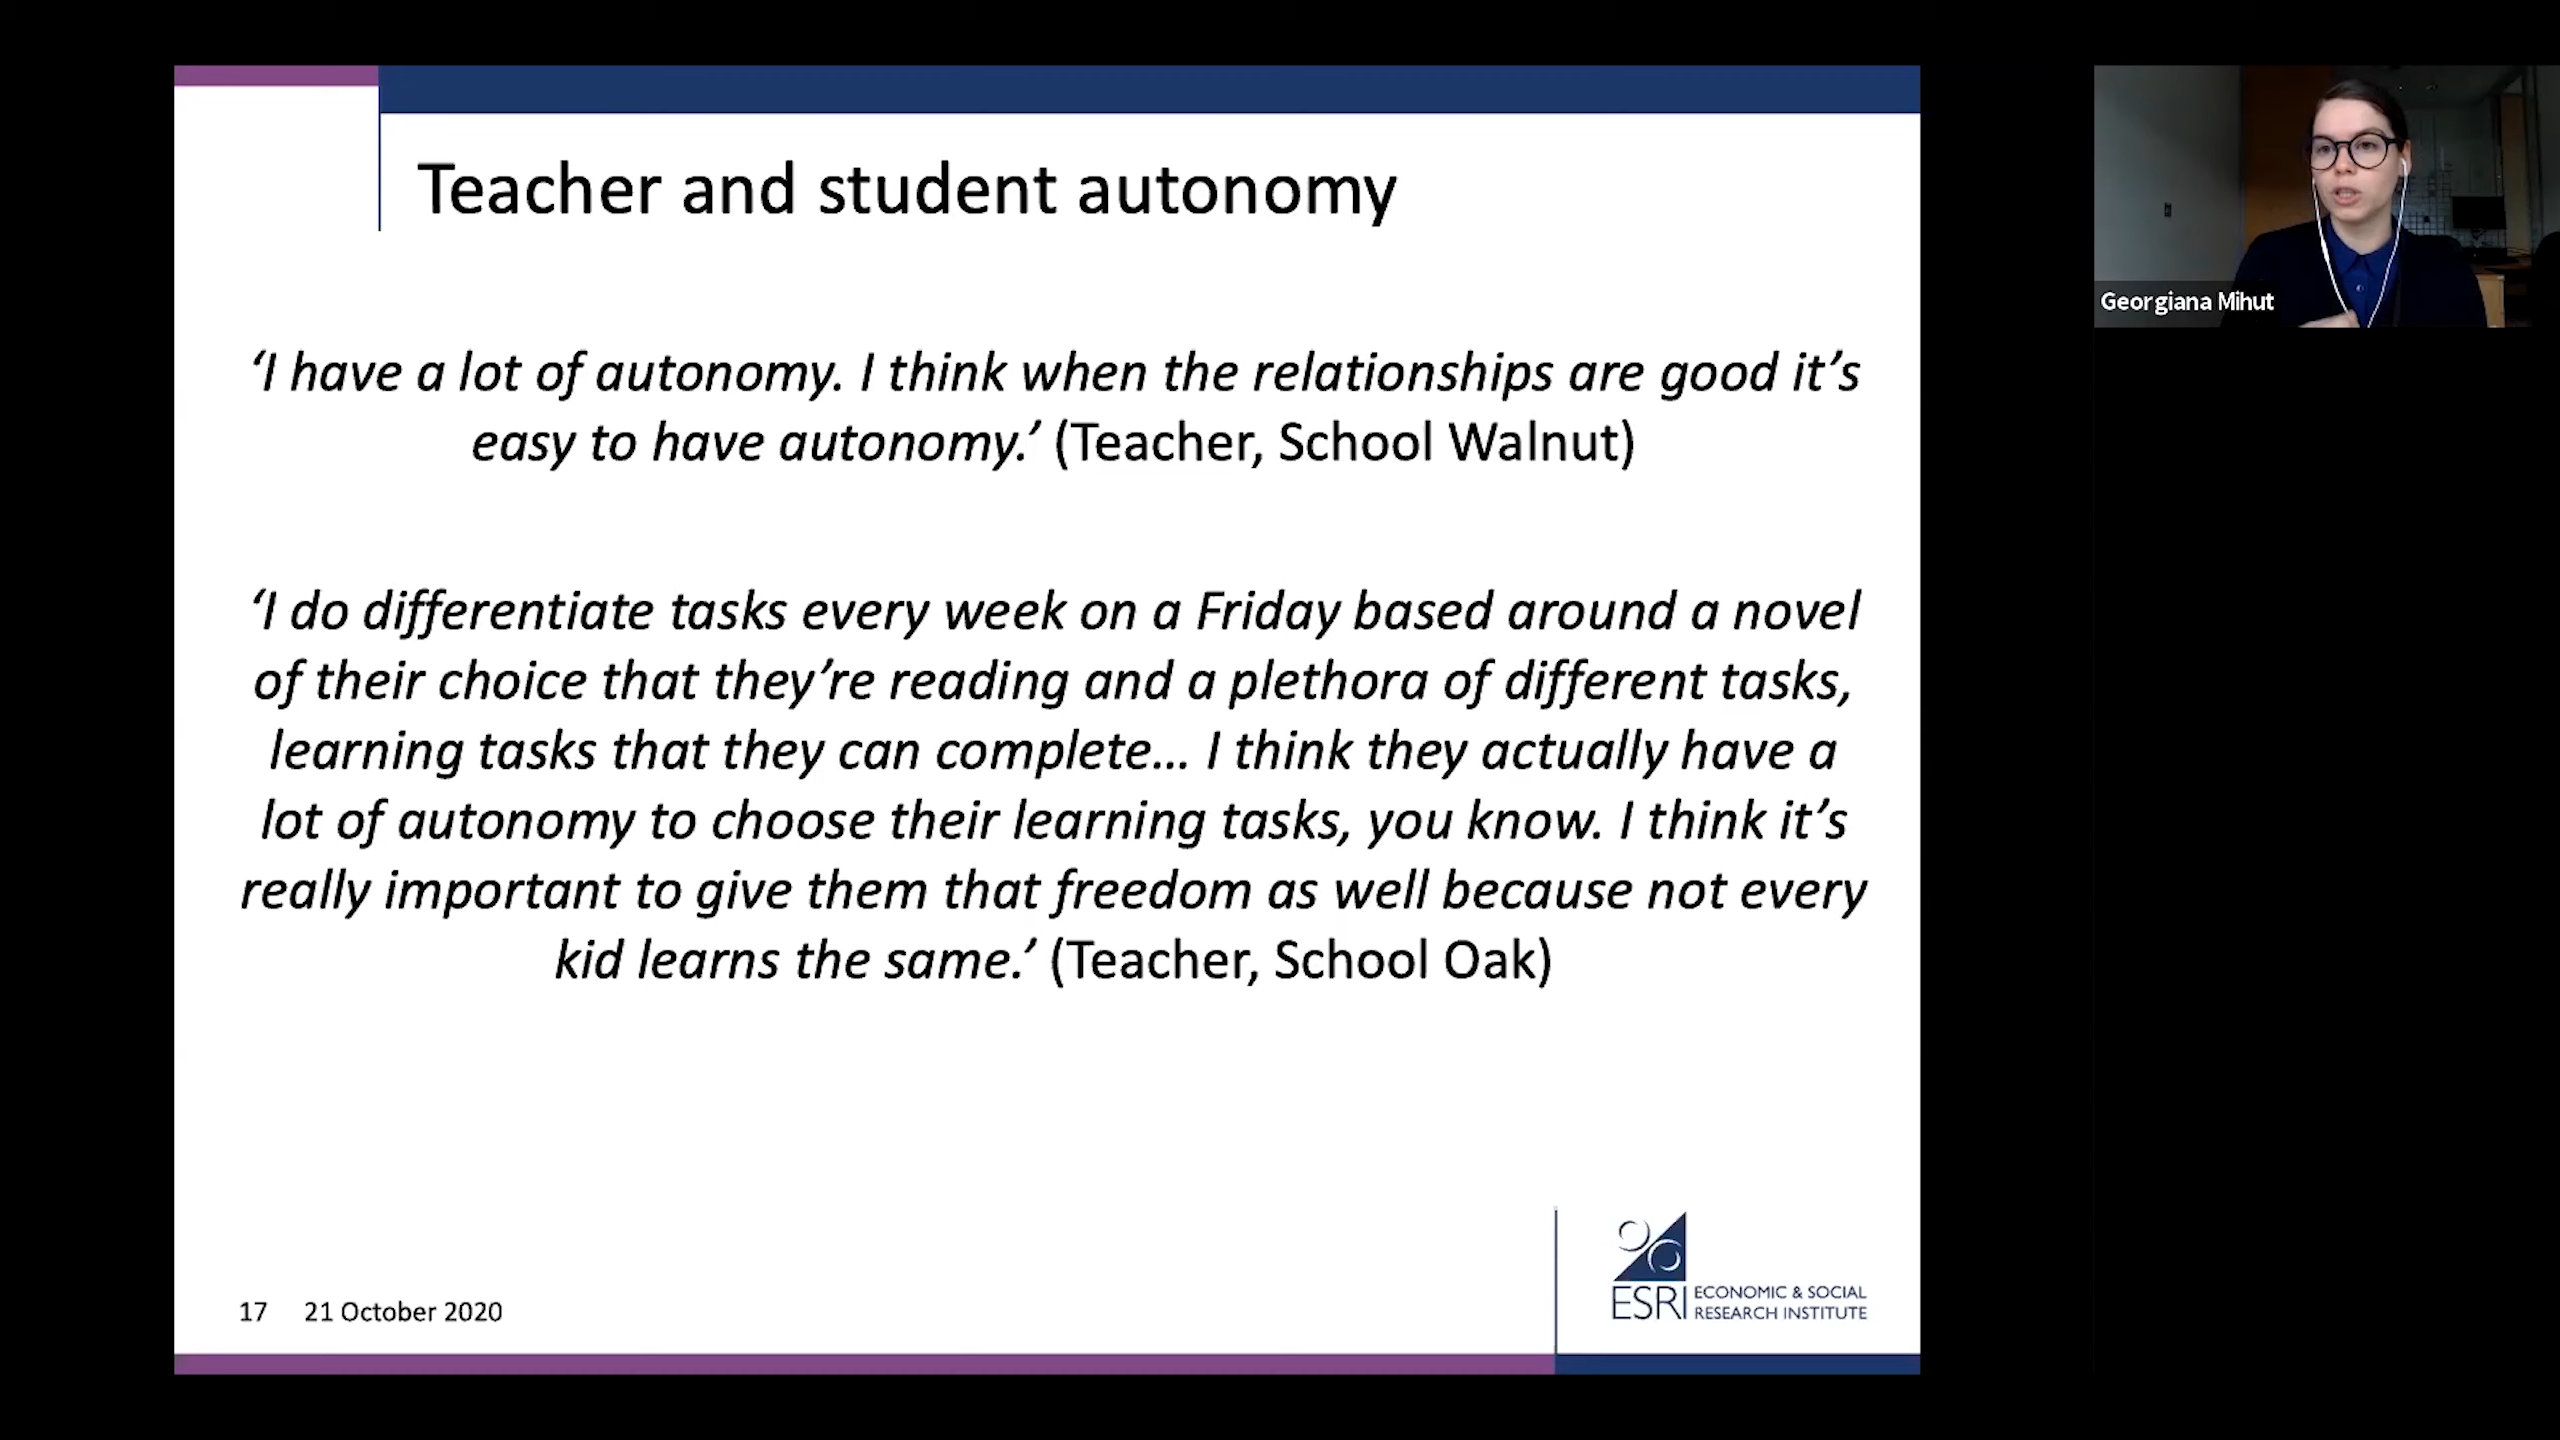 Teacher and student autonomy
‘I have a lot of autonomy. I think when the relationships are good it’s
easy to have autonomy.’ (Teacher, School Walnut)
‘I do differentiate tasks every week on a Friday based around a novel
of their choice that they’re reading and a plethora of different tasks,
learning tasks that they can complete… I think they actually have a
lot of autonomy to choose their learning tasks, you know. I think it’s
really important to give them that freedom as well because not every
kid learns the same.’ (Teacher, School Oak)
17 21 October 2020
ESRI ECONOMIC & SOCIAL
RESEARCH INSTITUTE
Georgiana Mihut